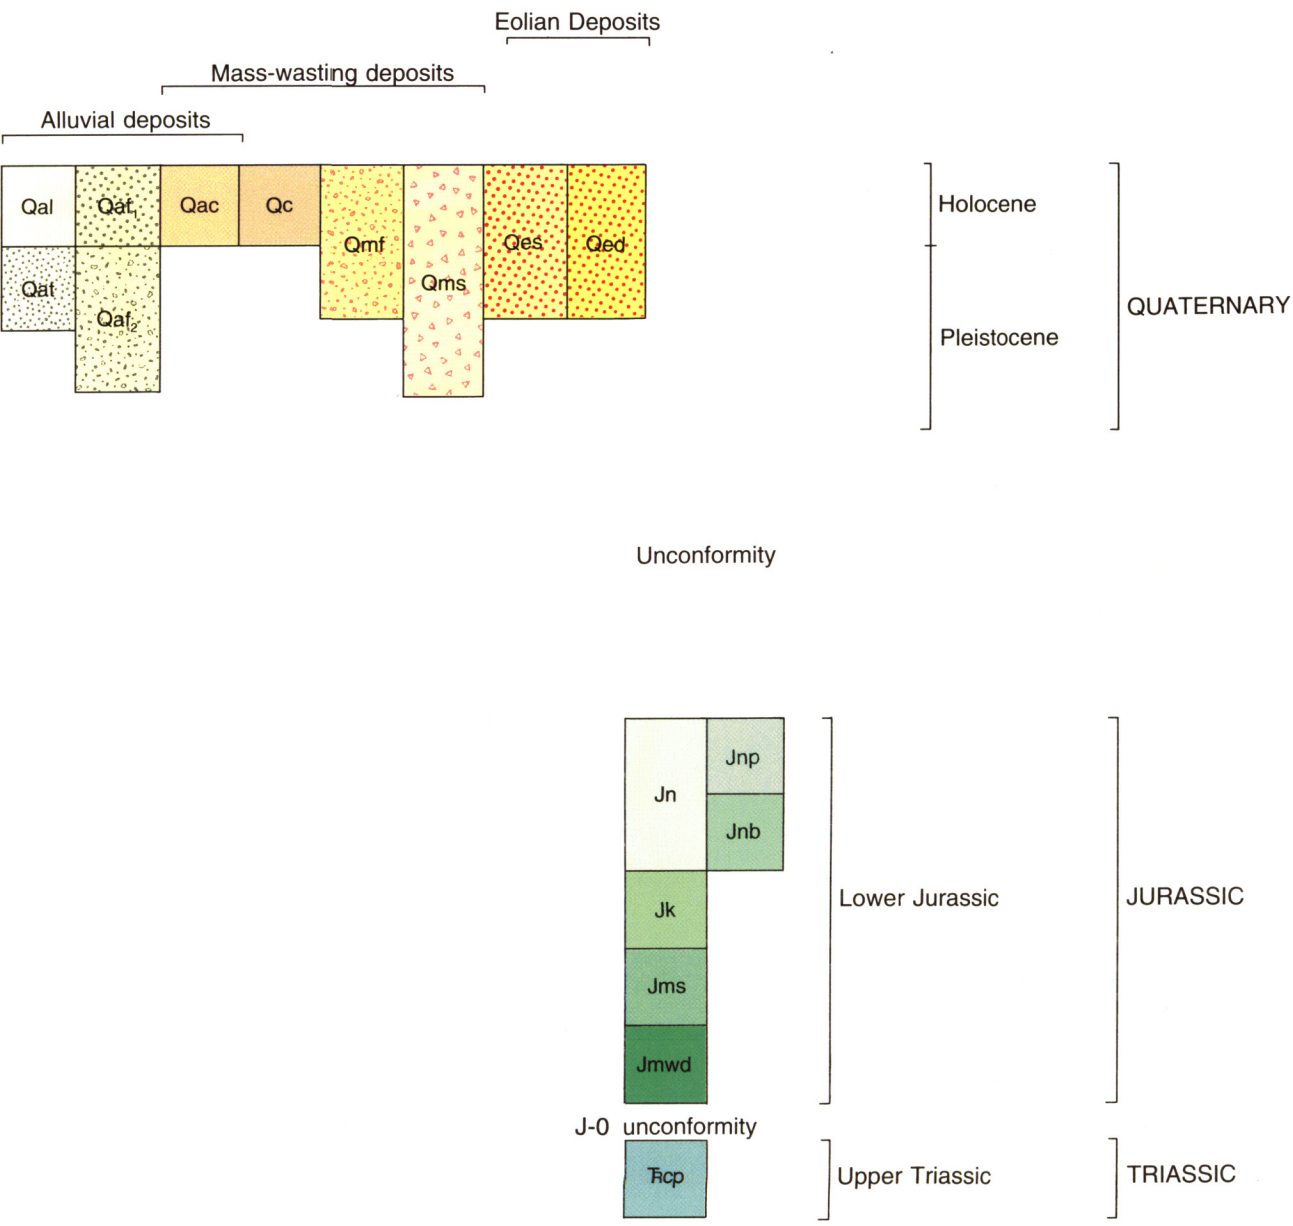 Eolian Deposits
Mass-wasting deposits
Alluvial deposits
Qal Qaf₁ Qac Qc Qmf Qms Qes Qed
Qat Qaf₂
Holocene
Pleistocene
QUATERNARY
Unconformity
Jn Jnp
Jnb
Jk
Jms
Jmwd
Lower Jurassic
JURASSIC
J-0 unconformity
Ꞃcp
Upper Triassic
TRIASSIC